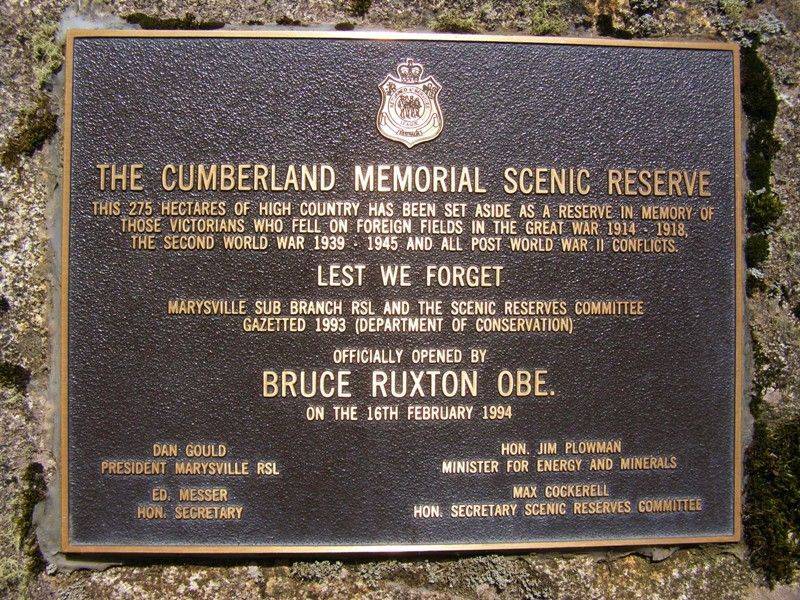 THE CUMBERLAND MEMORIAL SCENIC RESERVE
THIS 275 HECTARES OF HIGH COUNTRY HAS BEEN SET ASIDE AS A RESERVE IN MEMORY OF
THOSE VICTORIANS WHO FELL ON FOREIGN FIELDS IN THE GREAT WAR 1914 - 1918,
THE SECOND WORLD WAR 1939 - 1945 AND ALL POST WORLD WAR II CONFLICTS.
LEST WE FORGET
MARYSVILLE SUB BRANCH RSL AND THE SCENIC RESERVES COMMITTEE
GAZETTED 1993 (DEPARTMENT OF CONSERVATION)
OFFICIALLY OPENED BY
BRUCE RUXTON OBE.
ON THE 16TH FEBRUARY 1994
DAN GOULD
PRESIDENT MARYSVILLE RSL
ED. MESSER
HON. SECRETARY
HON. JIM PLOWMAN
MINISTER FOR ENERGY AND MINERALS
MAX COCKERELL
HON. SECRETARY SCENIC RESERVES COMMITTEE